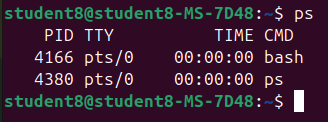 student8@student8-MS-7D48:~$ ps
    PID TTY          TIME CMD
   4166 pts/0    00:00:00 bash
   4380 pts/0    00:00:00 ps
student8@student8-MS-7D48:~$